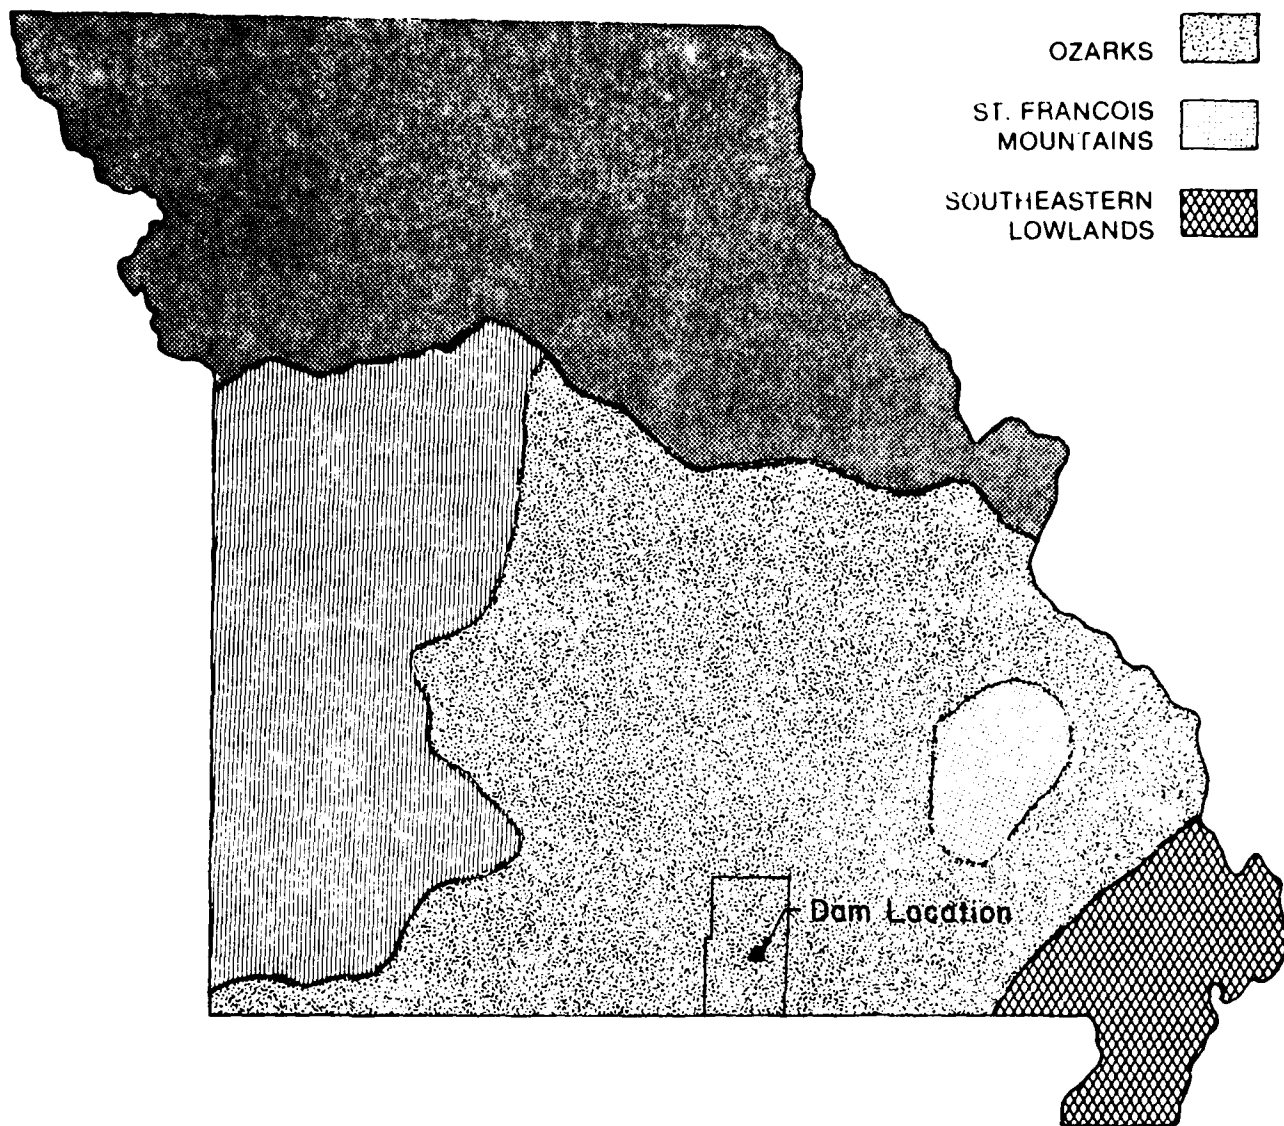 OZARKS
ST. FRANCOIS
MOUNTAINS
SOUTHEASTERN
LOWLANDS
Dam Location